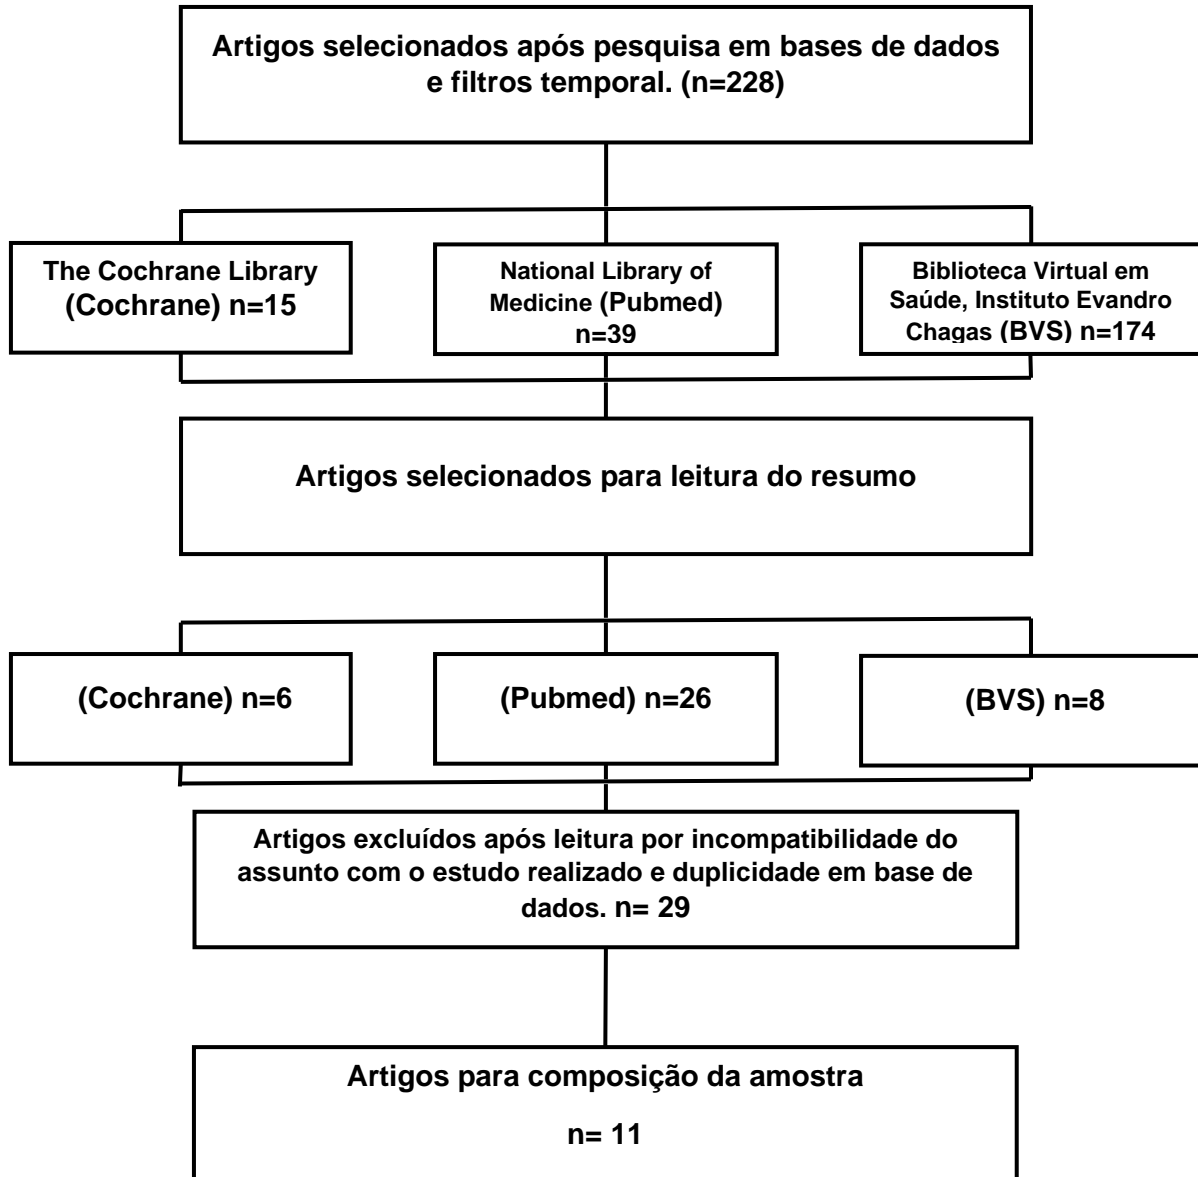 Artigos selecionados após pesquisa em bases de dados
e filtros temporal. (n=228)
The Cochrane Library
(Cochrane) n=15
National Library of
Medicine (Pubmed)
n=39
Biblioteca Virtual em
Saúde, Instituto Evandro
Chagas (BVS) n=174
Artigos selecionados para leitura do resumo
(Cochrane) n=6
(Pubmed) n=26
(BVS) n=8
Artigos excluídos após leitura por incompatibilidade do
assunto com o estudo realizado e duplicidade em base de
dados. n= 29
Artigos para composição da amostra
n= 11